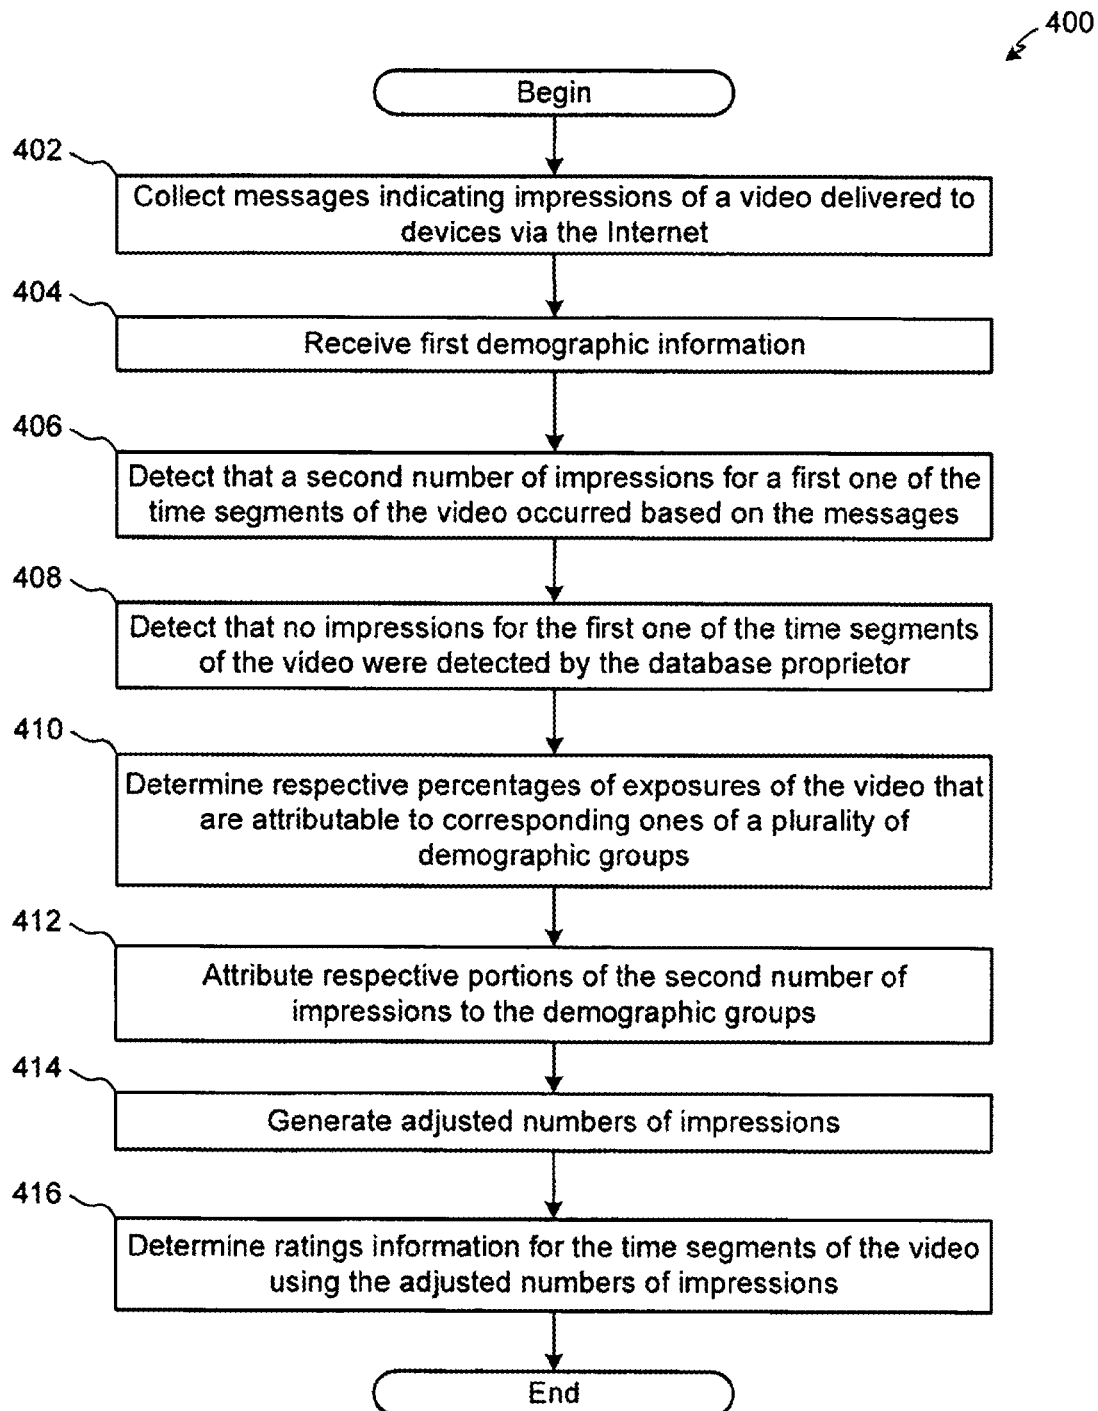 400
Begin
402
Collect messages indicating impressions of a video delivered to
devices via the Internet
404
Receive first demographic information
406
Detect that a second number of impressions for a first one of the
time segments of the video occurred based on the messages
408
Detect that no impressions for the first one of the time segments
of the video were detected by the database proprietor
410
Determine respective percentages of exposures of the video that
are attributable to corresponding ones of a plurality of
demographic groups
412
Attribute respective portions of the second number of
impressions to the demographic groups
414
Generate adjusted numbers of impressions
416
Determine ratings information for the time segments of the video
using the adjusted numbers of impressions
End